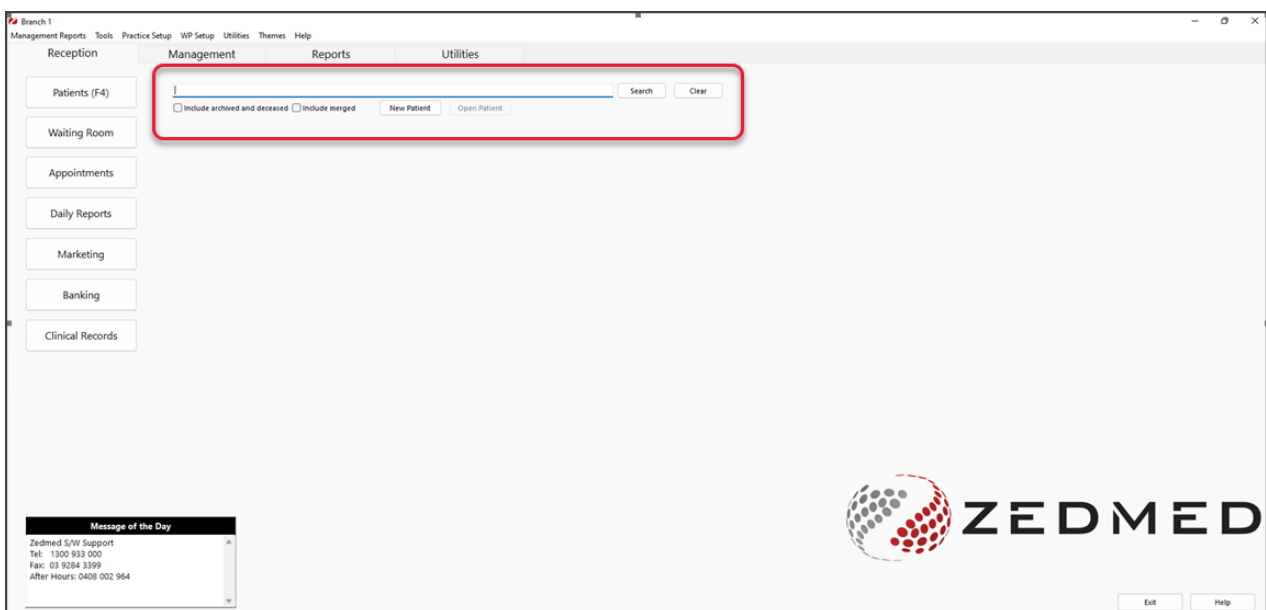 Branch 1
Management Reports Tools Practice Setup WP Setup Utilities Themes Help
Reception Management Reports Utilities
Patients (F4)
Search Clear
Include archived and deceased Include merged New Patient Open Patient
Waiting Room
Appointments
Daily Reports
Marketing
Banking
Clinical Records
ZEDMED
Message of the Day
Zedmed S/W Support
Tel: 1300 933 000
Fax: 03 9284 3399
After Hours: 0408 002 964
Exit Help